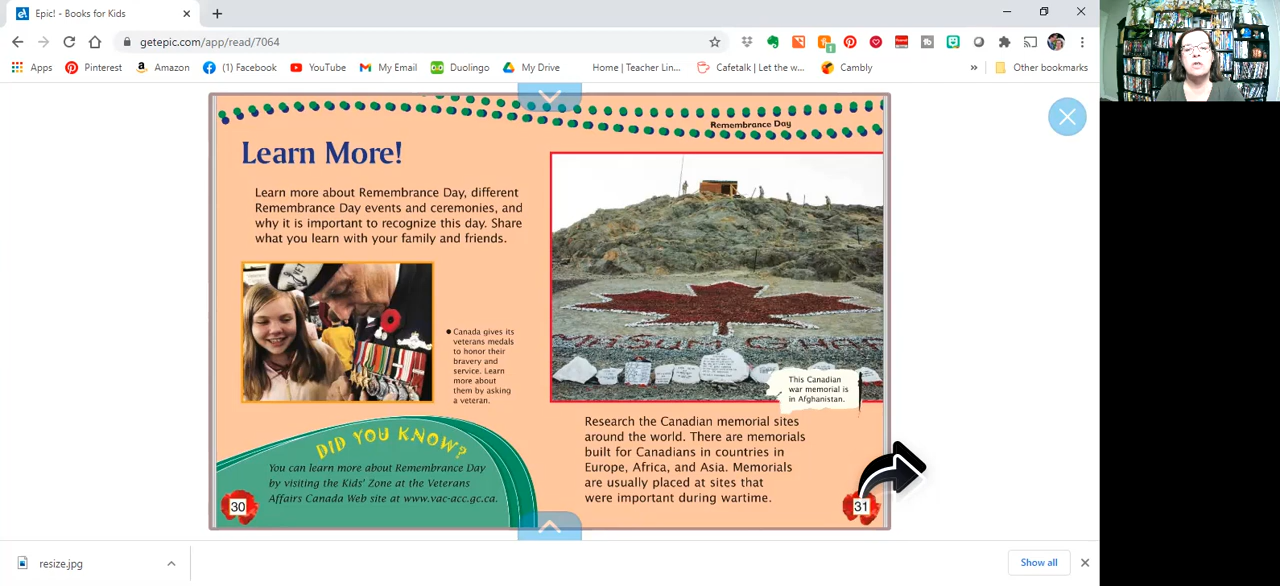 Epic! - Books for Kids
getepic.com/app/read/7064
Apps Pinterest Amazon (1) Facebook YouTube My Email Duolingo My Drive Home | Teacher Lin... Cafetalk | Let the w... Cambly » Other bookmarks
Remembrance Day
Learn More!
Learn more about Remembrance Day, different
Remembrance Day events and ceremonies, and
why it is important to recognize this day. Share
what you learn with your family and friends.
Canada gives its
veterans medals
to honor their
bravery and
service. Learn
more about
them by asking
a veteran.
DID YOU KNOW?
You can learn more about Remembrance Day
by visiting the Kids' Zone at the Veterans
Affairs Canada Web site at www.vac-acc.gc.ca.
30
This Canadian
war memorial is
in Afghanistan.
Research the Canadian memorial sites
around the world. There are memorials
built for Canadians in countries in
Europe, Africa, and Asia. Memorials
are usually placed at sites that
were important during wartime.
31
resize.jpg
Show all